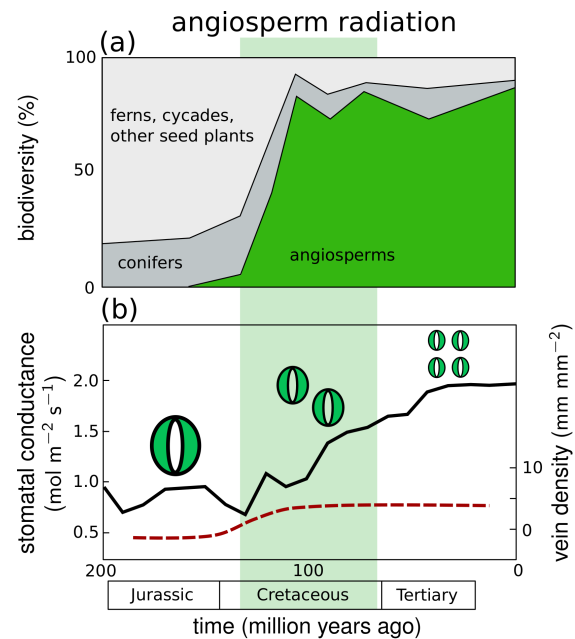 angiosperm radiation
(a)
100
50
0
biodiversity (%)
ferns, cycades,
other seed plants
conifers
angiosperms
(b)
2.0
1.5
1.0
0.5
stomatal conductance
(mol m−2 s−1)
10
0
vein density (mm mm−2)
200 100 0
Jurassic Cretaceous Tertiary
time (million years ago)